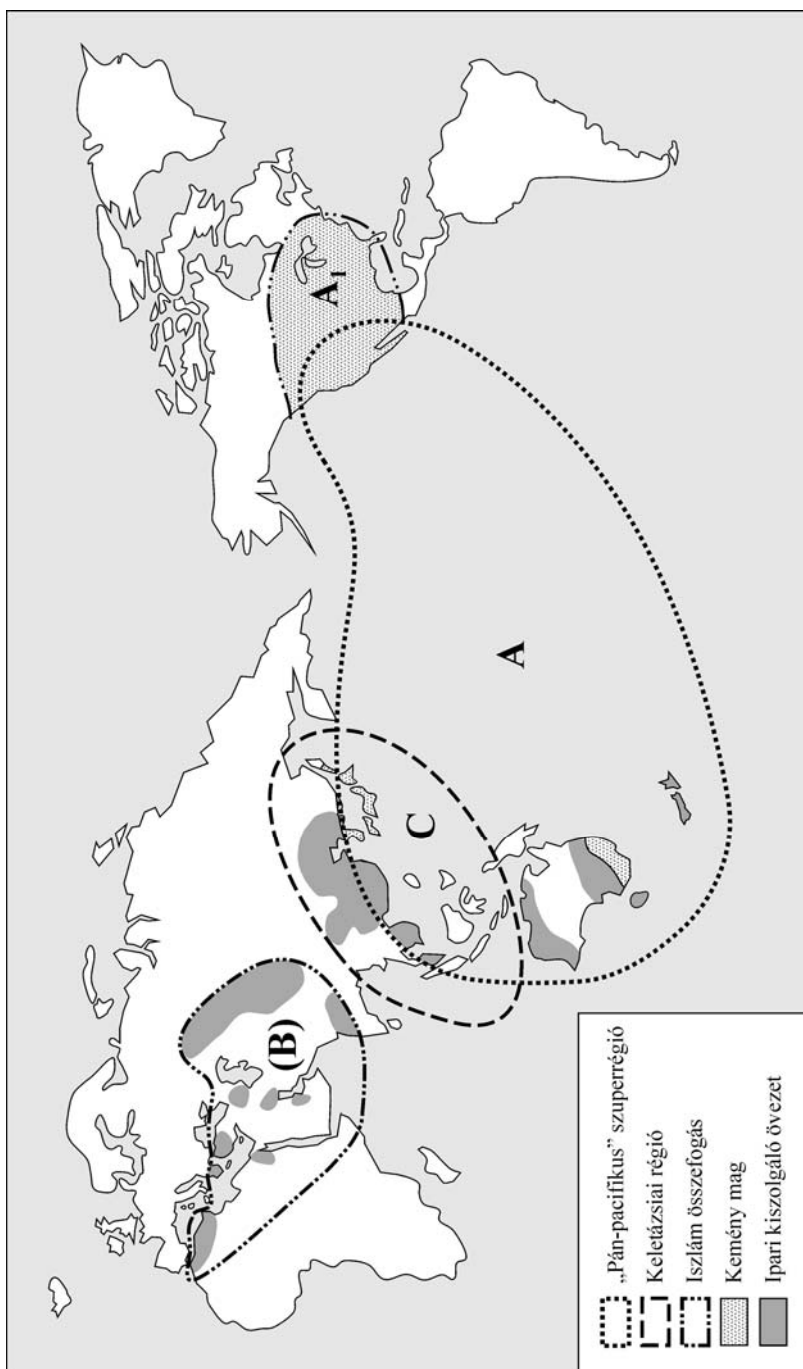 A₁
A
C
(B)
„Pán-pacifikus” szuperrégió
Keletázsiai régió
Iszlám összefogás
Kemény mag
Ipari kiszolgáló övezet